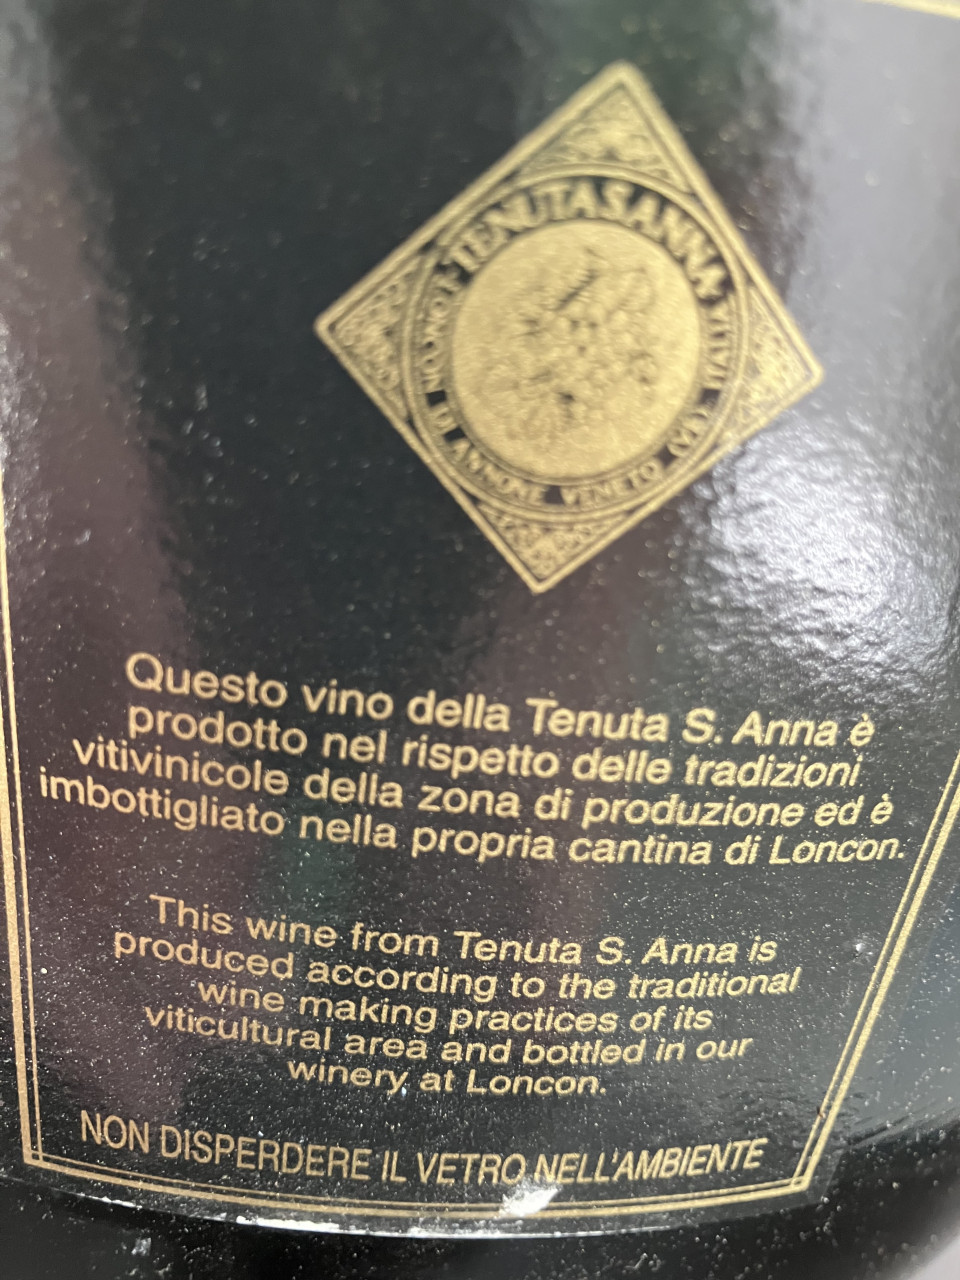 TENUTA S. ANNA
LONCON DI ANNONE VENETO (VE) ITALIA
Questo vino della Tenuta S. Anna è
prodotto nel rispetto delle tradizioni
vitivinicole della zona di produzione ed è
imbottigliato nella propria cantina di Loncon.
This wine from Tenuta S. Anna is
produced according to the traditional
wine making practices of its
viticultural area and bottled in our
winery at Loncon.
NON DISPERDERE IL VETRO NELL'AMBIENTE